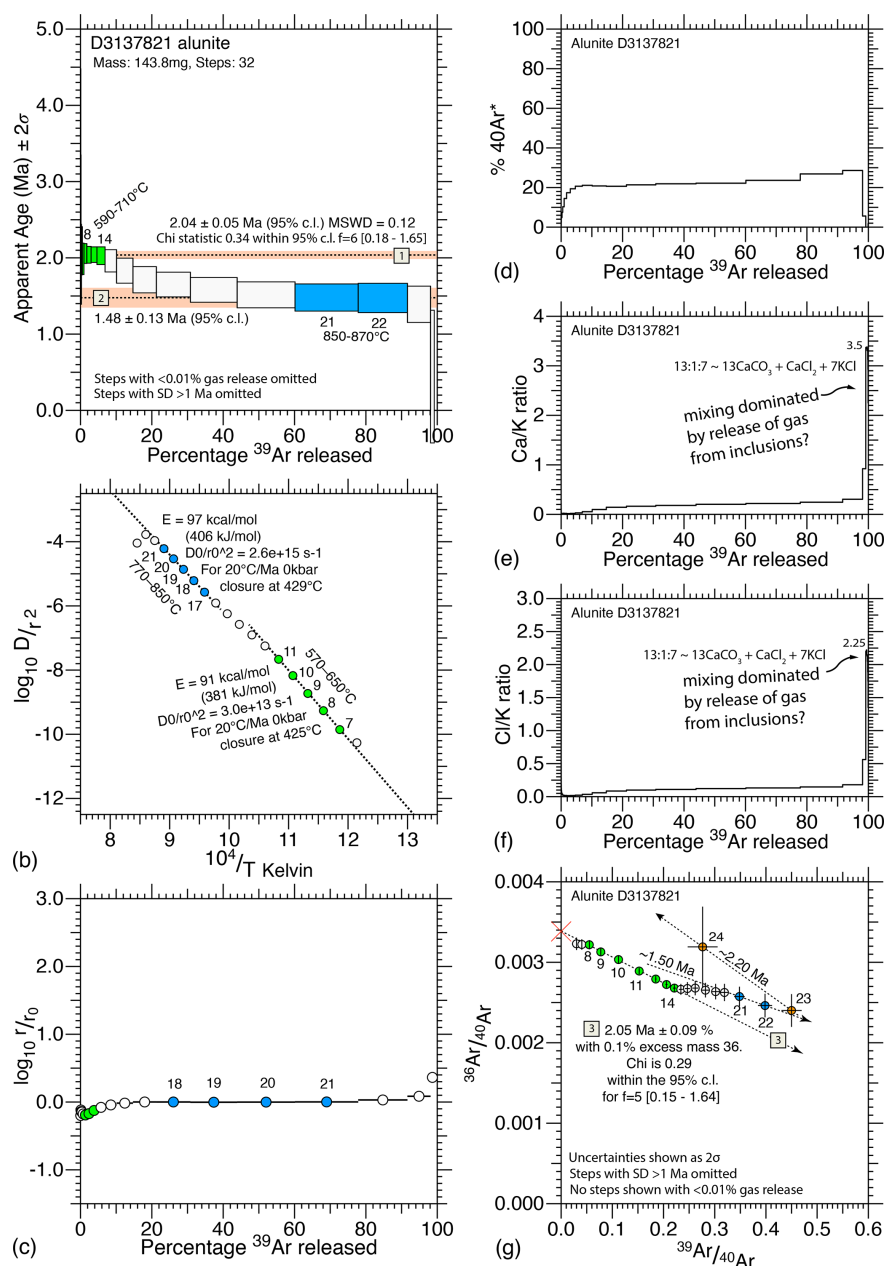 5.0
4.0
3.0
2.0
1.0
0.0
Apparent Age (Ma) ± 2σ
D3137821 alunite
Mass: 143.8mg, Steps: 32
590-710°C
8
14
2.04 ± 0.05 Ma (95% c.l.) MSWD = 0.12
Chi statistic 0.34 within 95% c.l. f=6 [0.18 - 1.65]
1
2
1.48 ± 0.13 Ma (95% c.l.)
21
22
850-870°C
Steps with <0.01% gas release omitted
Steps with SD >1 Ma omitted
0 20 40 60 80 100
Percentage 39Ar released
-4
-6
-8
-10
-12
log10 D/r 2
E = 97 kcal/mol
(406 kJ/mol)
D0/r0^2 = 2.6e+15 s-1
For 20°C/Ma 0kbar
closure at 429°C
21
20
19
18
17
770–850°C
11
10
9
8
7
570–650°C
E = 91 kcal/mol
(381 kJ/mol)
D0/r0^2 = 3.0e+13 s-1
For 20°C/Ma 0kbar
closure at 425°C
8 9 10 11 12 13
10^4/T Kelvin
(b)
3.0
2.0
1.0
0.0
-1.0
log10 r/r0
18 19 20 21
0 20 40 60 80 100
Percentage 39Ar released
(c)
100
80
60
40
20
0
% 40Ar*
Alunite D3137821
0 20 40 60 80 100
Percentage 39Ar released
(d)
4
3
2
1
0
Ca/K ratio
Alunite D3137821
3.5
13:1:7 ~ 13CaCO3 + CaCl2 + 7KCl
mixing dominated
by release of gas
from inclusions?
0 20 40 60 80 100
Percentage 39Ar released
(e)
3.0
2.5
2.0
1.5
1.0
0.5
0.0
Cl/K ratio
Alunite D3137821
2.25
13:1:7 ~ 13CaCO3 + CaCl2 + 7KCl
mixing dominated
by release of gas
from inclusions?
0 20 40 60 80 100
Percentage 39Ar released
(f)
0.004
0.003
0.002
0.001
0.000
36Ar/40Ar
Alunite D3137821
24
~1.50 Ma
~2.20 Ma
8
9
10
11
14
21
22
23
3
3 2.05 Ma ± 0.09 %
with 0.1% excess mass 36.
Chi is 0.29
within the 95% c.l.
for f=5 [0.15 - 1.64]
Uncertainties shown as 2σ
Steps with SD >1 Ma omitted
No steps shown with <0.01% gas release
0.0 0.1 0.2 0.3 0.4 0.5 0.6
39Ar/40Ar
(g)